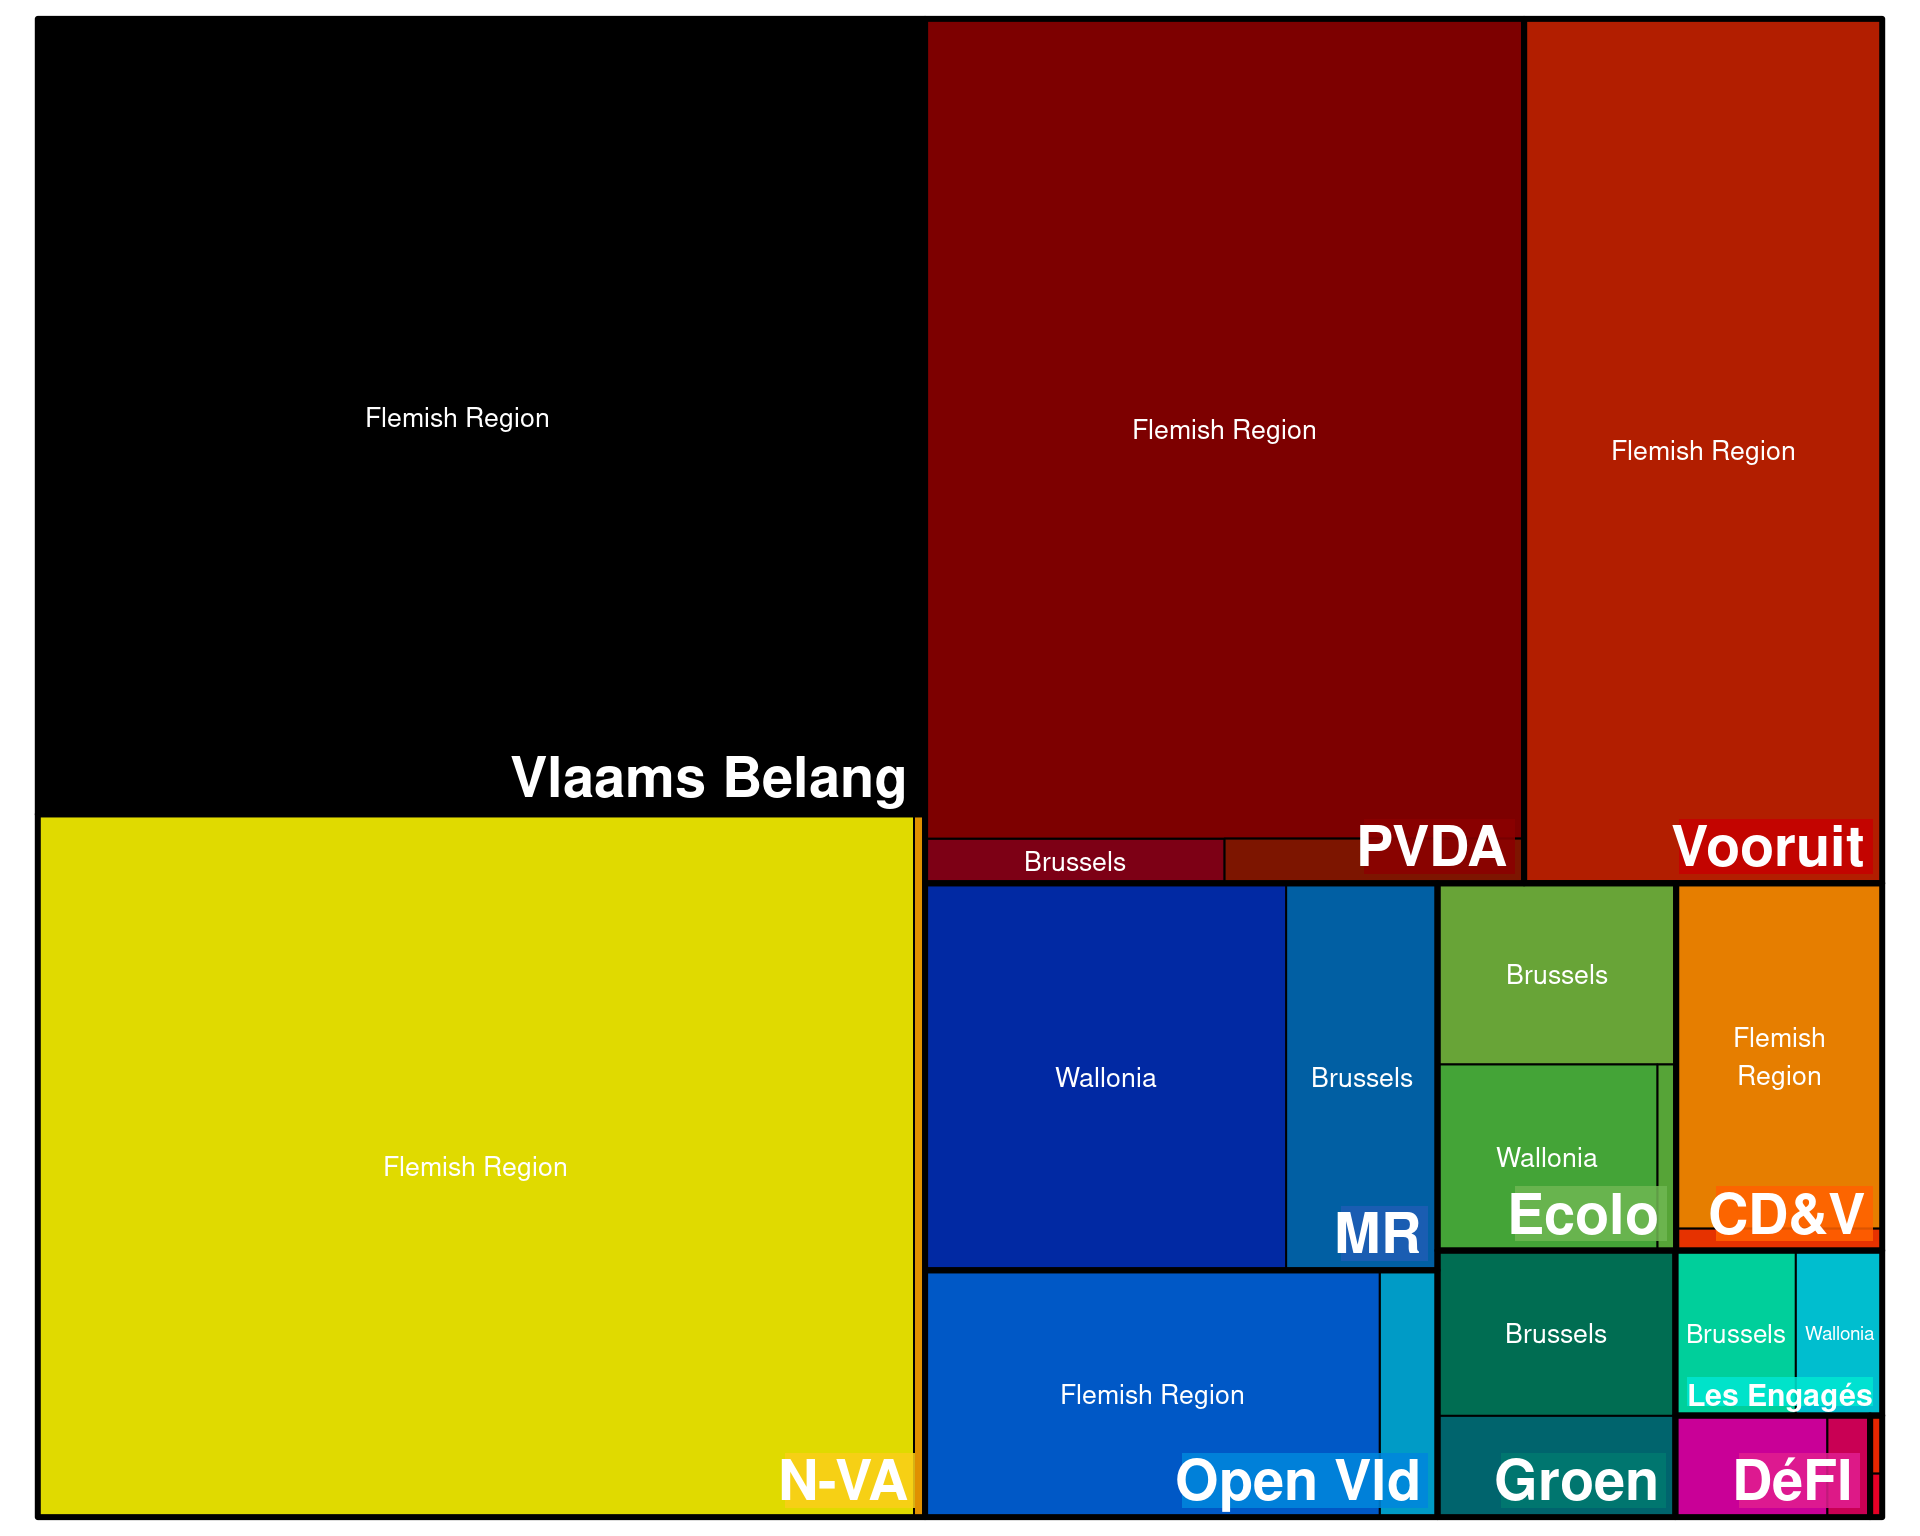 Flemish Region
Vlaams Belang
Flemish Region
N-VA
Flemish Region
Brussels
PVDA
Flemish Region
Vooruit
Wallonia
Brussels
MR
Flemish Region
Open Vld
Brussels
Wallonia
Ecolo
Flemish
Region
CD&V
Brussels
Groen
Brussels
Wallonia
Les Engagés
DéFI